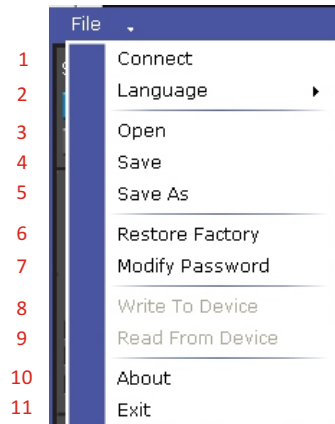 File
1 Connect
2 Language
3 Open
4 Save
5 Save As
6 Restore Factory
7 Modify Password
8 Write To Device
9 Read From Device
10 About
11 Exit